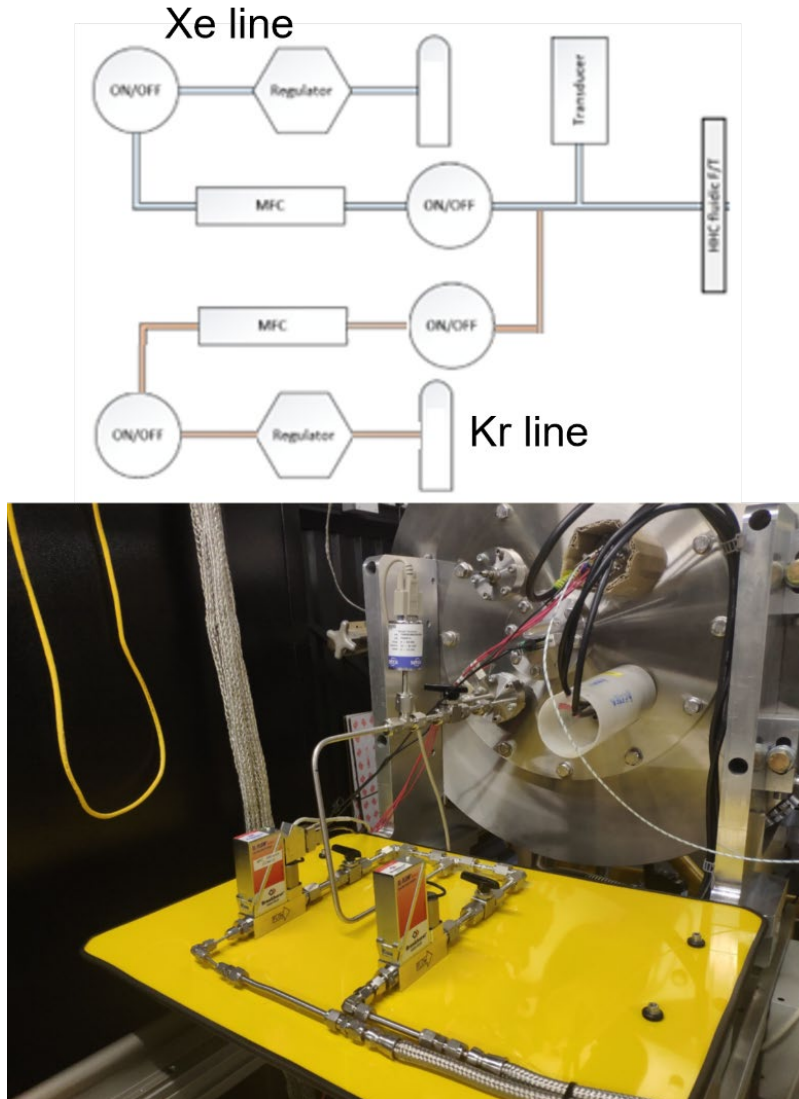 Xe line
ON/OFF
Regulator
Transducer
HHC fluidic F/T
MFC
ON/OFF
MFC
ON/OFF
ON/OFF
Regulator
Kr line